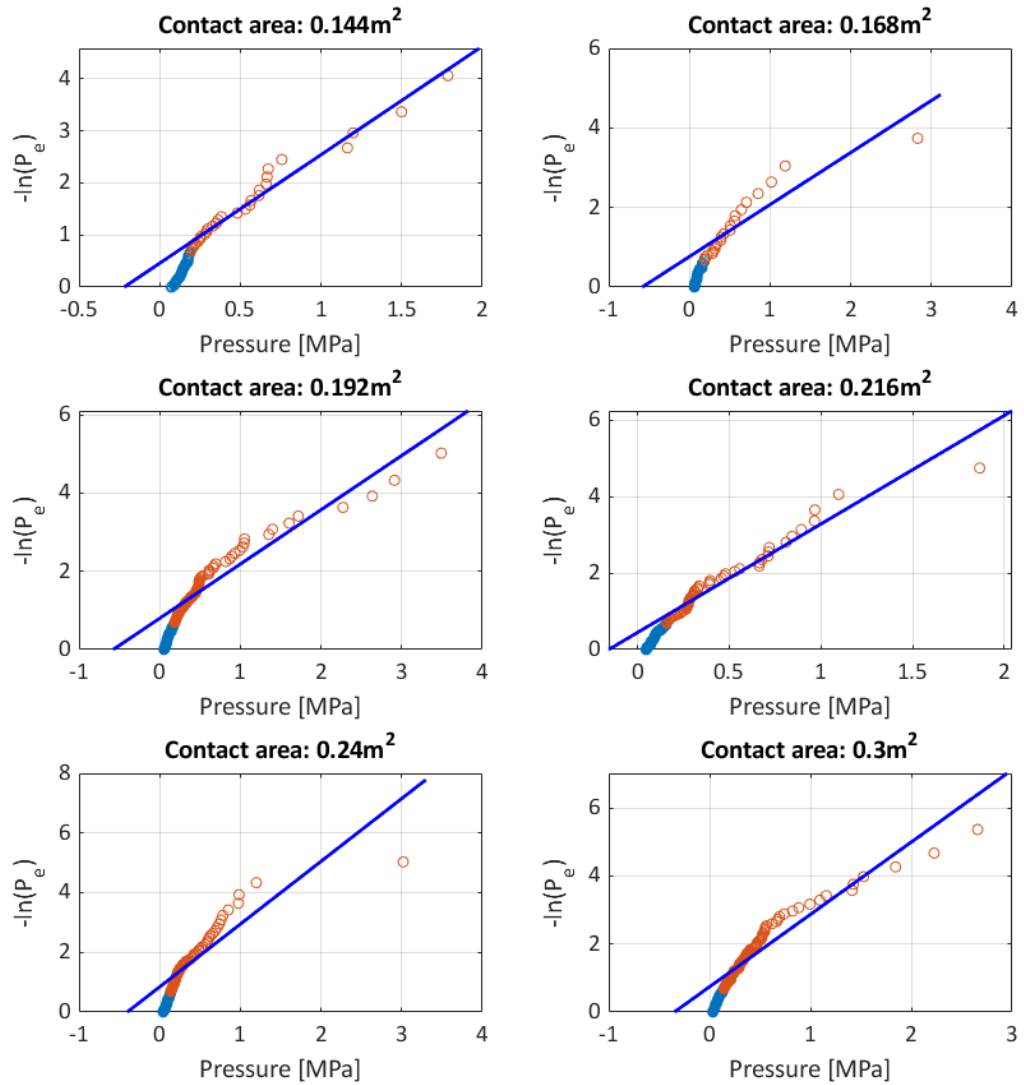 Contact area: 0.144m²
4
3
2
1
0
-ln(Pₑ)
-0.5 0 0.5 1 1.5 2
Pressure [MPa]
Contact area: 0.168m²
6
4
2
0
-ln(Pₑ)
-1 0 1 2 3 4
Pressure [MPa]
Contact area: 0.192m²
6
4
2
0
-ln(Pₑ)
-1 0 1 2 3 4
Pressure [MPa]
Contact area: 0.216m²
6
4
2
0
-ln(Pₑ)
0 0.5 1 1.5 2
Pressure [MPa]
Contact area: 0.24m²
8
6
4
2
0
-ln(Pₑ)
-1 0 1 2 3 4
Pressure [MPa]
Contact area: 0.3m²
6
4
2
0
-ln(Pₑ)
-1 0 1 2 3
Pressure [MPa]